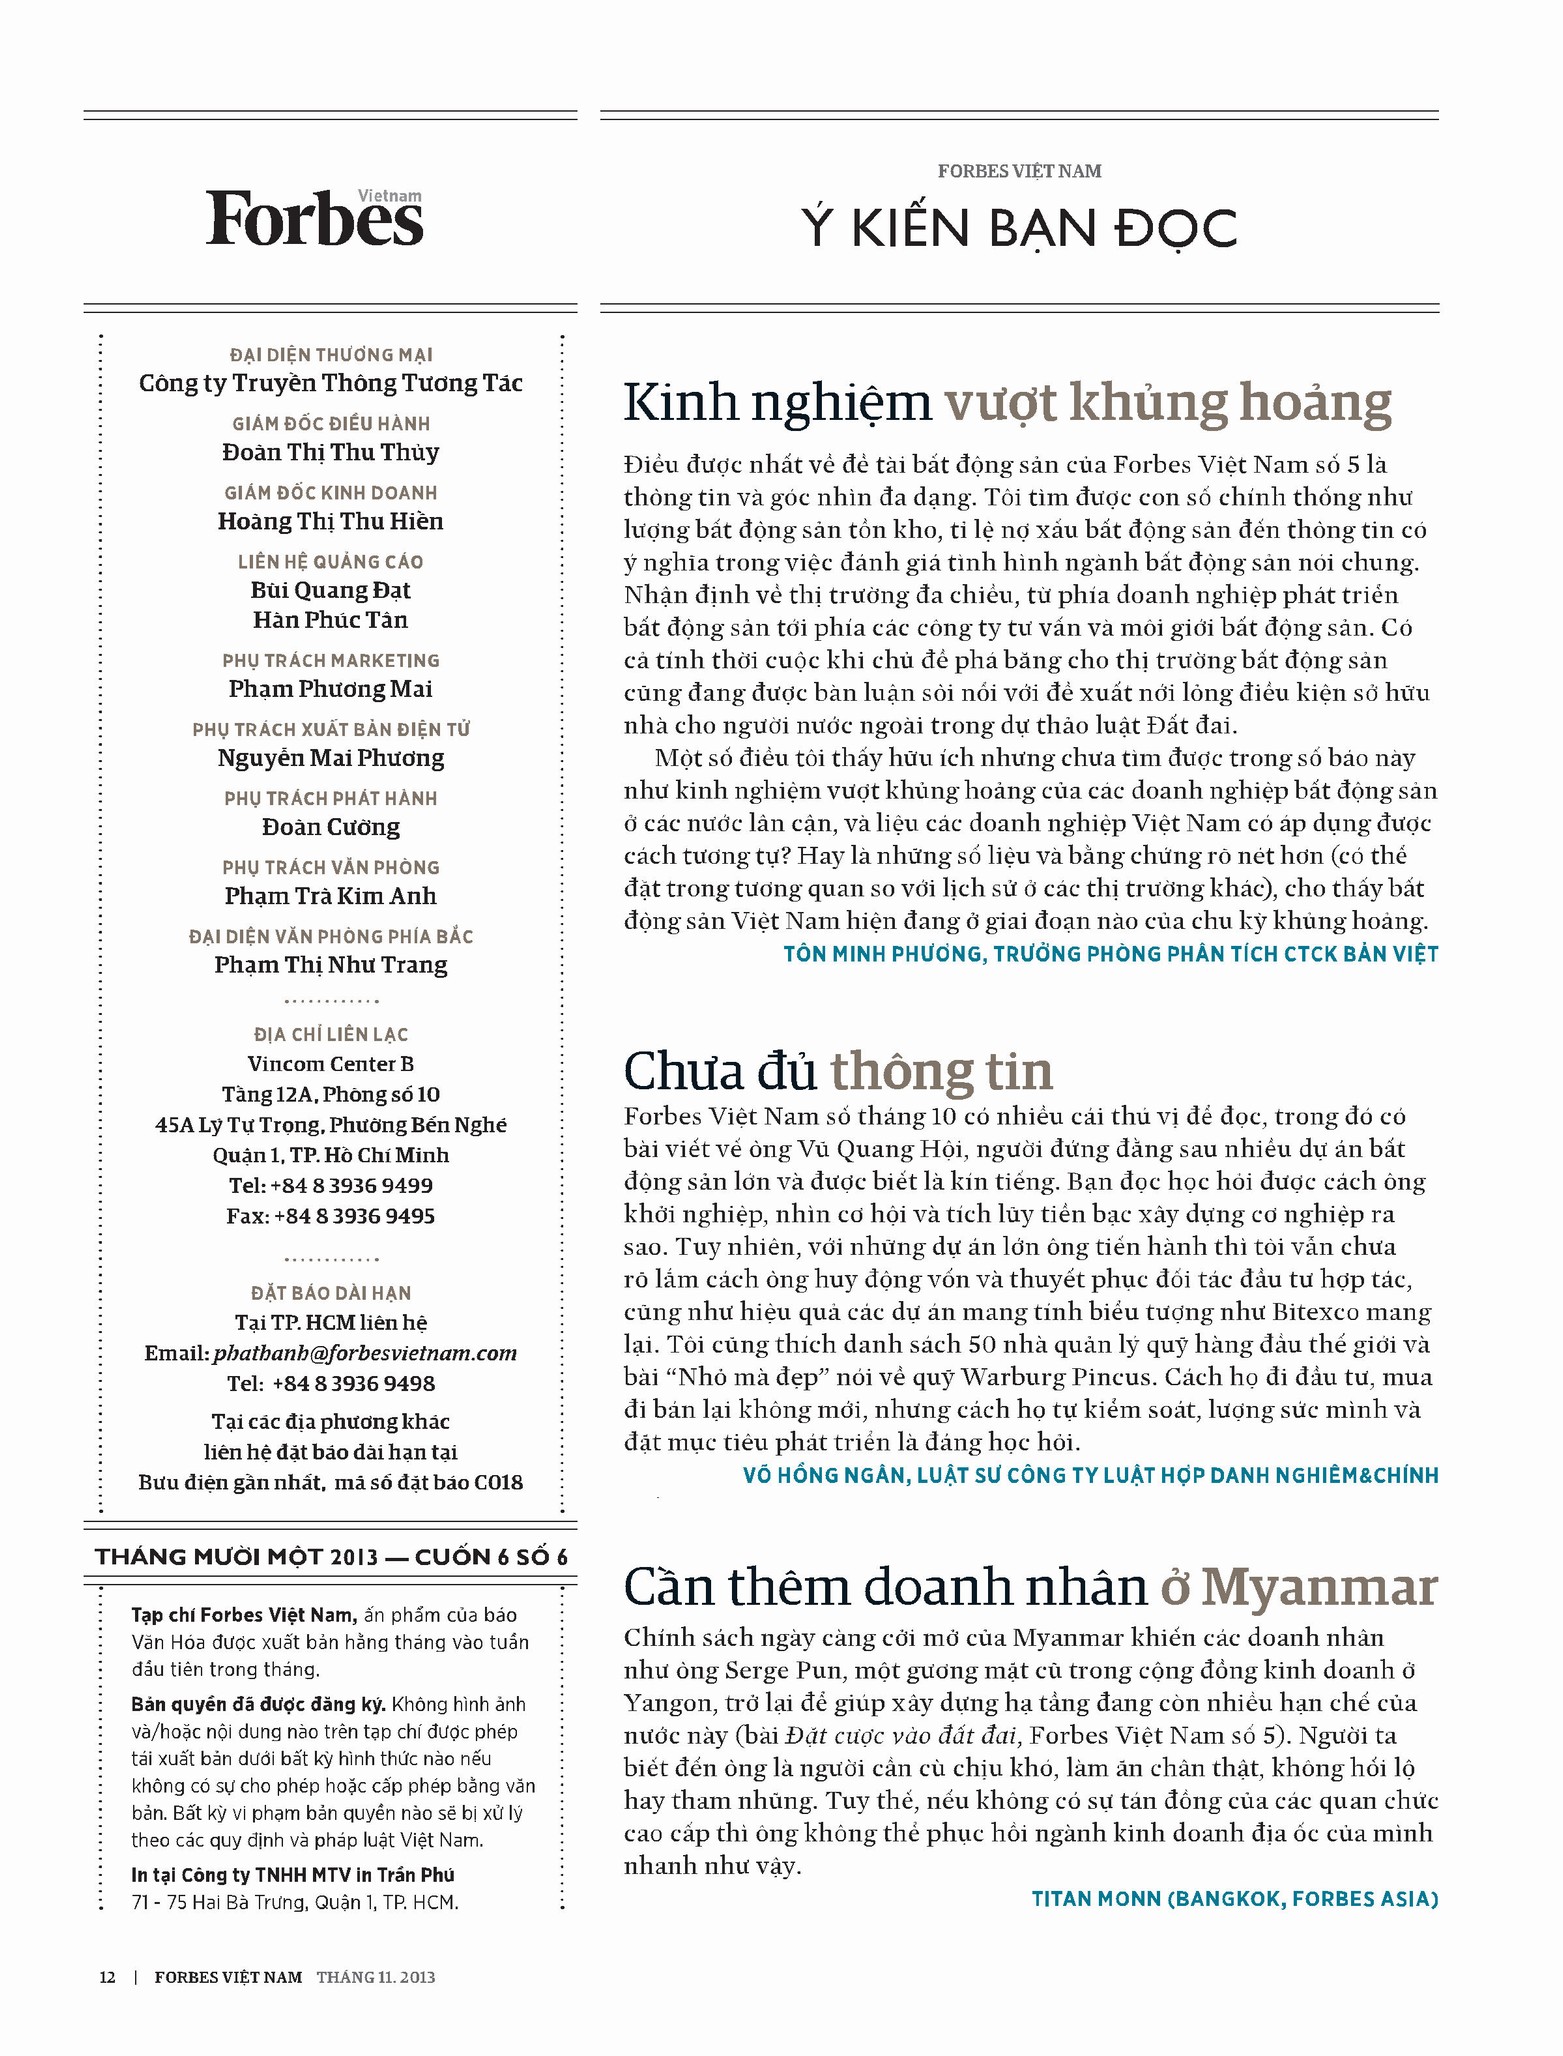 Forbes
Vietnam
ĐẠI DIỆN THƯƠNG MẠI
Công ty Truyền Thông Tương Tác
GIÁM ĐỐC ĐIỀU HÀNH
Đoàn Thị Thu Thủy
GIÁM ĐỐC KINH DOANH
Hoàng Thị Thu Hiền
LIÊN HỆ QUẢNG CÁO
Bùi Quang Đạt
Hàn Phúc Tân
PHỤ TRÁCH MARKETING
Phạm Phương Mai
PHỤ TRÁCH XUẤT BẢN ĐIỆN TỬ
Nguyễn Mai Phương
PHỤ TRÁCH PHÁT HÀNH
Đoàn Cường
PHỤ TRÁCH VĂN PHÒNG
Phạm Trà Kim Anh
ĐẠI DIỆN VĂN PHÒNG PHÍA BẮC
Phạm Thị Như Trang
ĐỊA CHỈ LIÊN LẠC
Vincom Center B
Tầng 12A, Phòng số 10
45A Lý Tự Trọng, Phường Bến Nghé
Quận 1, TP. Hồ Chí Minh
Tel: +84 8 3936 9499
Fax: +84 8 3936 9495
ĐẶT BÁO DÀI HẠN
Tại TP. HCM liên hệ
Email: phathanh@forbesvietnam.com
Tel: +84 8 3936 9498
Tại các địa phương khác
liên hệ đặt báo dài hạn tại
Bưu điện gần nhất, mã số đặt báo C018
THÁNG MƯỜI MỘT 2013 — CUỐN 6 SỐ 6
Tạp chí Forbes Việt Nam, ấn phẩm của báo
Văn Hóa được xuất bản hằng tháng vào tuần
đầu tiên trong tháng.
Bản quyền đã được đăng ký. Không hình ảnh
và/hoặc nội dung nào trên tạp chí được phép
tái xuất bản dưới bất kỳ hình thức nào nếu
không có sự cho phép hoặc cấp phép bằng văn
bản. Bất kỳ vi phạm bản quyền nào sẽ bị xử lý
theo các quy định và pháp luật Việt Nam.
In tại Công ty TNHH MTV in Trần Phú
71 - 75 Hai Bà Trưng, Quận 1, TP. HCM.
FORBES VIỆT NAM
Ý KIẾN BẠN ĐỌC
Kinh nghiệm vượt khủng hoảng
Điều được nhất về đề tài bất động sản của Forbes Việt Nam số 5 là
thông tin và góc nhìn đa dạng. Tôi tìm được con số chính thống như
lượng bất động sản tồn kho, tỉ lệ nợ xấu bất động sản đến thông tin có
ý nghĩa trong việc đánh giá tình hình ngành bất động sản nói chung.
Nhận định về thị trường đa chiều, từ phía doanh nghiệp phát triển
bất động sản tới phía các công ty tư vấn và môi giới bất động sản. Có
cả tính thời cuộc khi chủ đề phá băng cho thị trường bất động sản
cũng đang được bàn luận sôi nổi với đề xuất nới lỏng điều kiện sở hữu
nhà cho người nước ngoài trong dự thảo luật Đất đai.
Một số điều tôi thấy hữu ích nhưng chưa tìm được trong số báo này
như kinh nghiệm vượt khủng hoảng của các doanh nghiệp bất động sản
ở các nước lân cận, và liệu các doanh nghiệp Việt Nam có áp dụng được
cách tương tự? Hay là những số liệu và bằng chứng rõ nét hơn (có thể
đặt trong tương quan so với lịch sử ở các thị trường khác), cho thấy bất
động sản Việt Nam hiện đang ở giai đoạn nào của chu kỳ khủng hoảng.
TÔN MINH PHƯƠNG, TRƯỞNG PHÒNG PHÂN TÍCH CTCK BẢN VIỆT
Chưa đủ thông tin
Forbes Việt Nam số tháng 10 có nhiều cái thú vị để đọc, trong đó có
bài viết về ông Vũ Quang Hội, người đứng đằng sau nhiều dự án bất
động sản lớn và được biết là kín tiếng. Bạn đọc học hỏi được cách ông
khởi nghiệp, nhìn cơ hội và tích lũy tiền bạc xây dựng cơ nghiệp ra
sao. Tuy nhiên, với những dự án lớn ông tiến hành thì tôi vẫn chưa
rõ lắm cách ông huy động vốn và thuyết phục đối tác đầu tư hợp tác,
cũng như hiệu quả các dự án mang tính biểu tượng như Bitexco mang
lại. Tôi cũng thích danh sách 50 nhà quản lý quỹ hàng đầu thế giới và
bài “Nhỏ mà đẹp” nói về quỹ Warburg Pincus. Cách họ đi đầu tư, mua
đi bán lại không mới, nhưng cách họ tự kiểm soát, lượng sức mình và
đặt mục tiêu phát triển là đáng học hỏi.
VÕ HỒNG NGÂN, LUẬT SƯ CÔNG TY LUẬT HỢP DANH NGHIÊM&CHÍNH
Cần thêm doanh nhân ở Myanmar
Chính sách ngày càng cởi mở của Myanmar khiến các doanh nhân
như ông Serge Pun, một gương mặt cũ trong cộng đồng kinh doanh ở
Yangon, trở lại để giúp xây dựng hạ tầng đang còn nhiều hạn chế của
nước này (bài Đặt cược vào đất đai, Forbes Việt Nam số 5). Người ta
biết đến ông là người cần cù chịu khó, làm ăn chân thật, không hối lộ
hay tham nhũng. Tuy thế, nếu không có sự tán đồng của các quan chức
cao cấp thì ông không thể phục hồi ngành kinh doanh địa ốc của mình
nhanh như vậy.
TITAN MONN (BANGKOK, FORBES ASIA)
12 | FORBES VIỆT NAM THÁNG 11. 2013